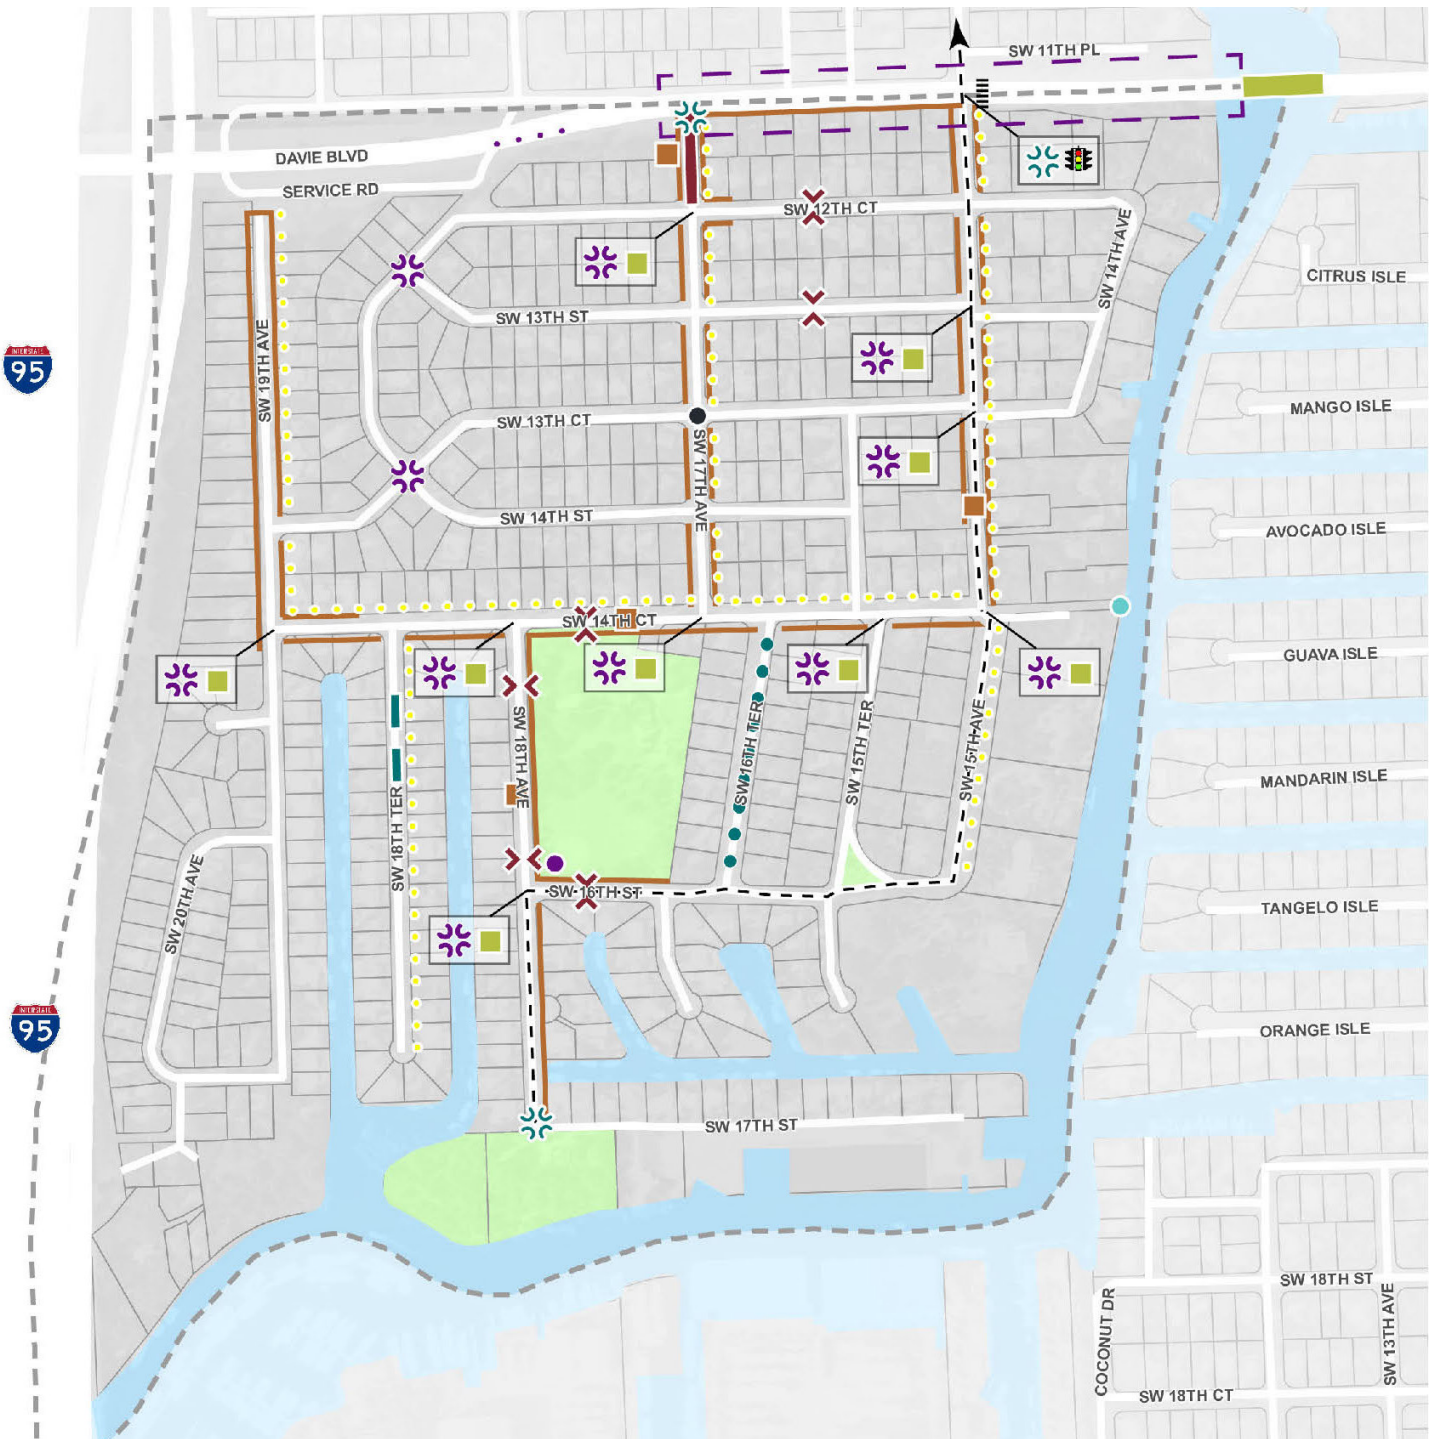 SW 11TH PL
DAVIE BLVD
SERVICE RD
SW 12TH CT
SW 14TH AVE
CITRUS ISLE
SW 13TH ST
SW 19TH AVE
INTERSTATE
95
MANGO ISLE
SW 13TH CT
SW 17TH AVE
SW 14TH ST
AVOCADO ISLE
SW 14TH CT
GUAVA ISLE
SW 18TH AVE
SW 16TH TER
SW 15TH TER
SW 15TH AVE
MANDARIN ISLE
SW 18TH TER
SW 20TH AVE
SW 16TH ST
TANGELO ISLE
INTERSTATE
95
ORANGE ISLE
SW 17TH ST
SW 18TH ST
COCONUT DR
SW 13TH AVE
SW 18TH CT